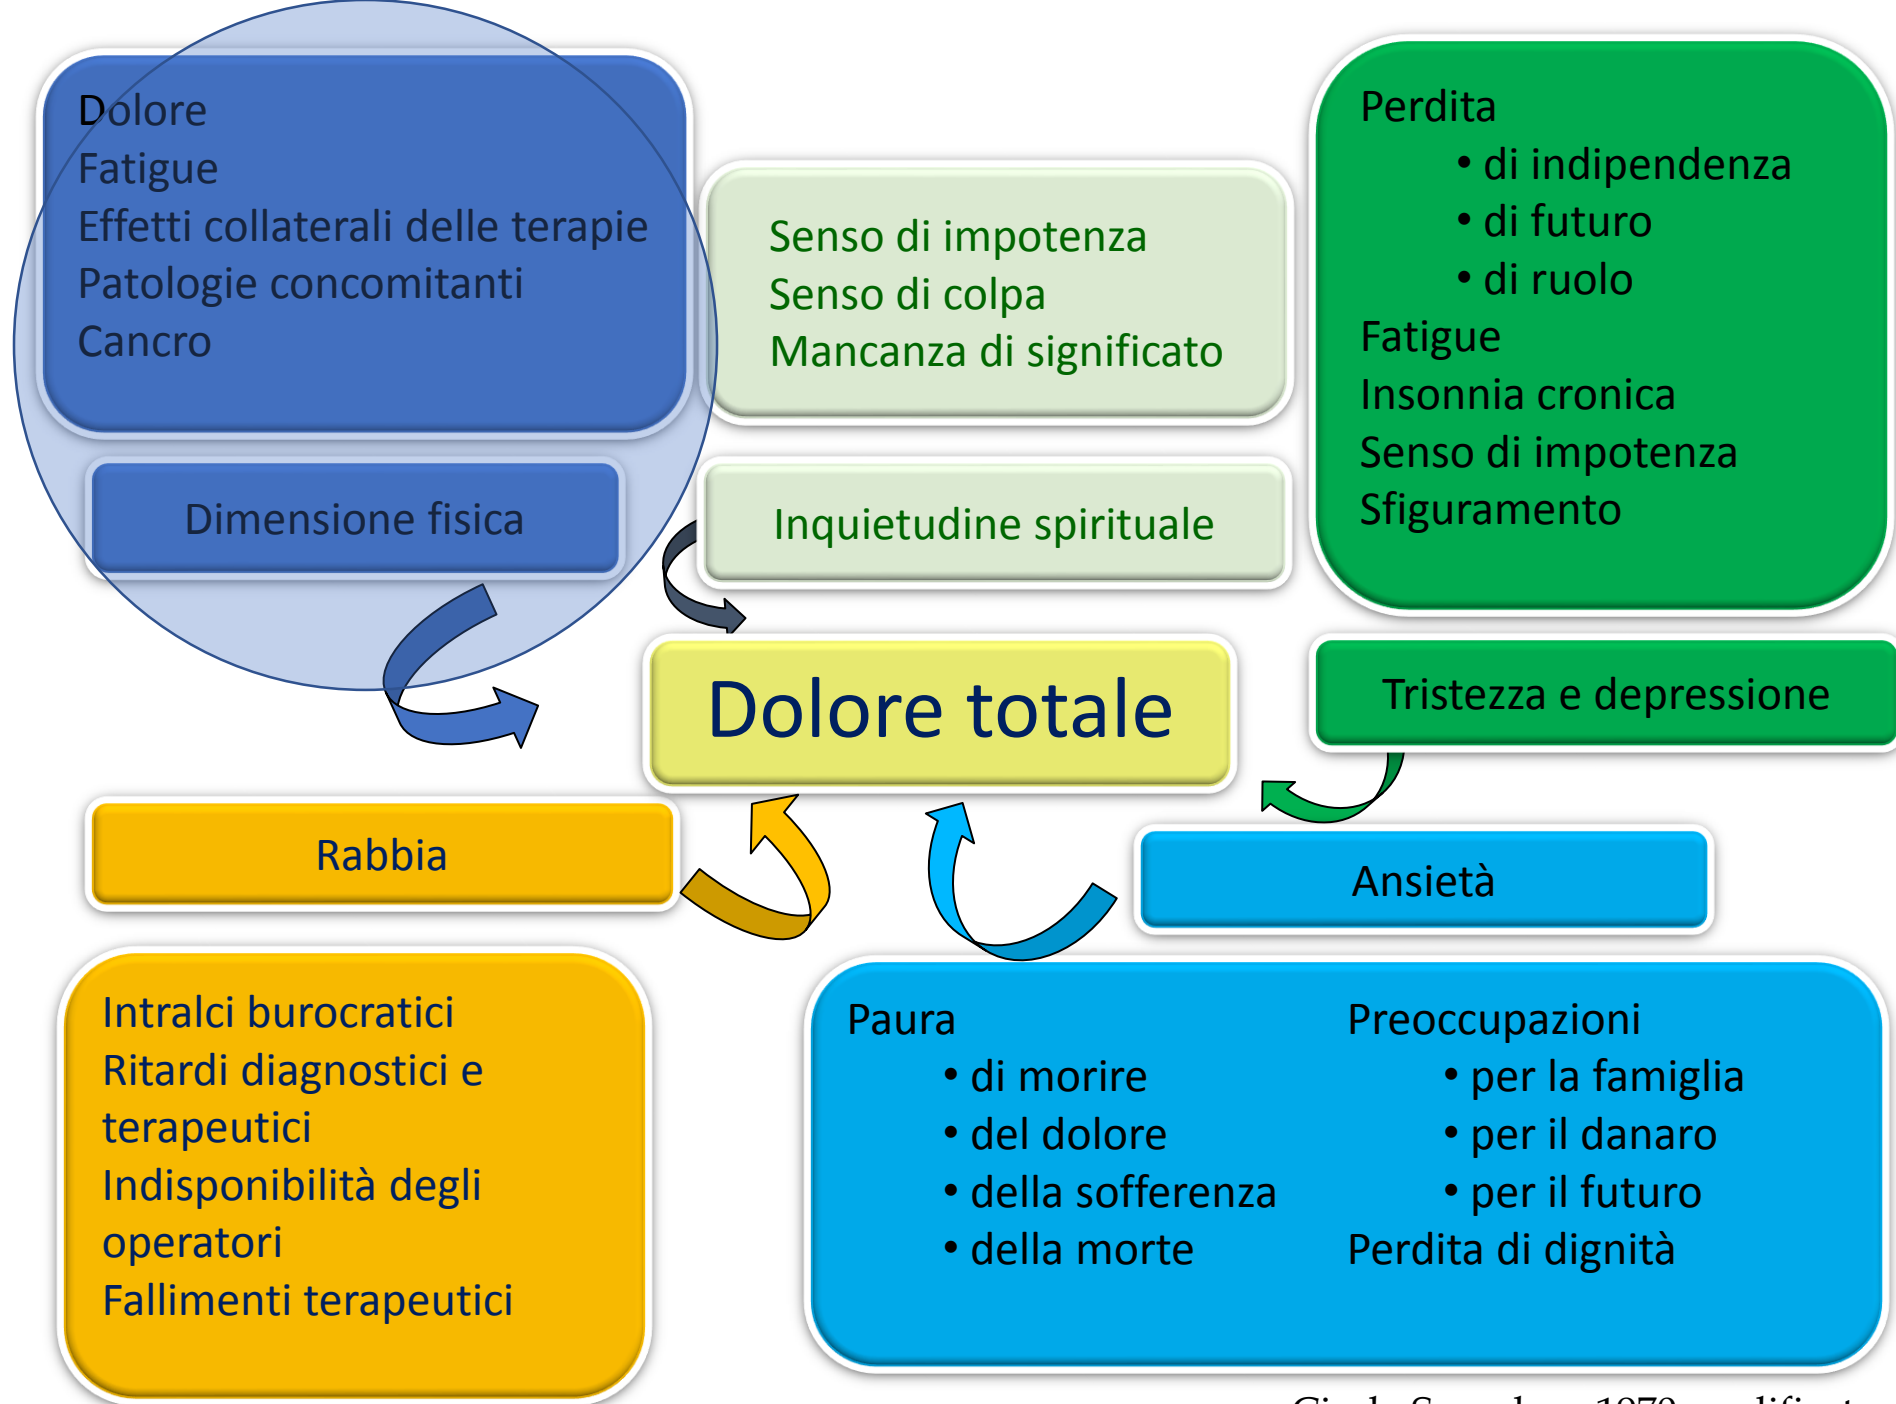 Dolore
Fatigue
Effetti collaterali delle terapie
Patologie concomitanti
Cancro
Dimensione fisica
Senso di impotenza
Senso di colpa
Mancanza di significato
Inquietudine spirituale
Perdita
• di indipendenza
• di futuro
• di ruolo
Fatigue
Insonnia cronica
Senso di impotenza
Sfiguramento
Tristezza e depressione
Dolore totale
Rabbia
Intralci burocratici
Ritardi diagnostici e
terapeutici
Indisponibilità degli
operatori
Fallimenti terapeutici
Ansietà
Paura
• di morire
• del dolore
• della sofferenza
• della morte
Preoccupazioni
• per la famiglia
• per il danaro
• per il futuro
Perdita di dignità